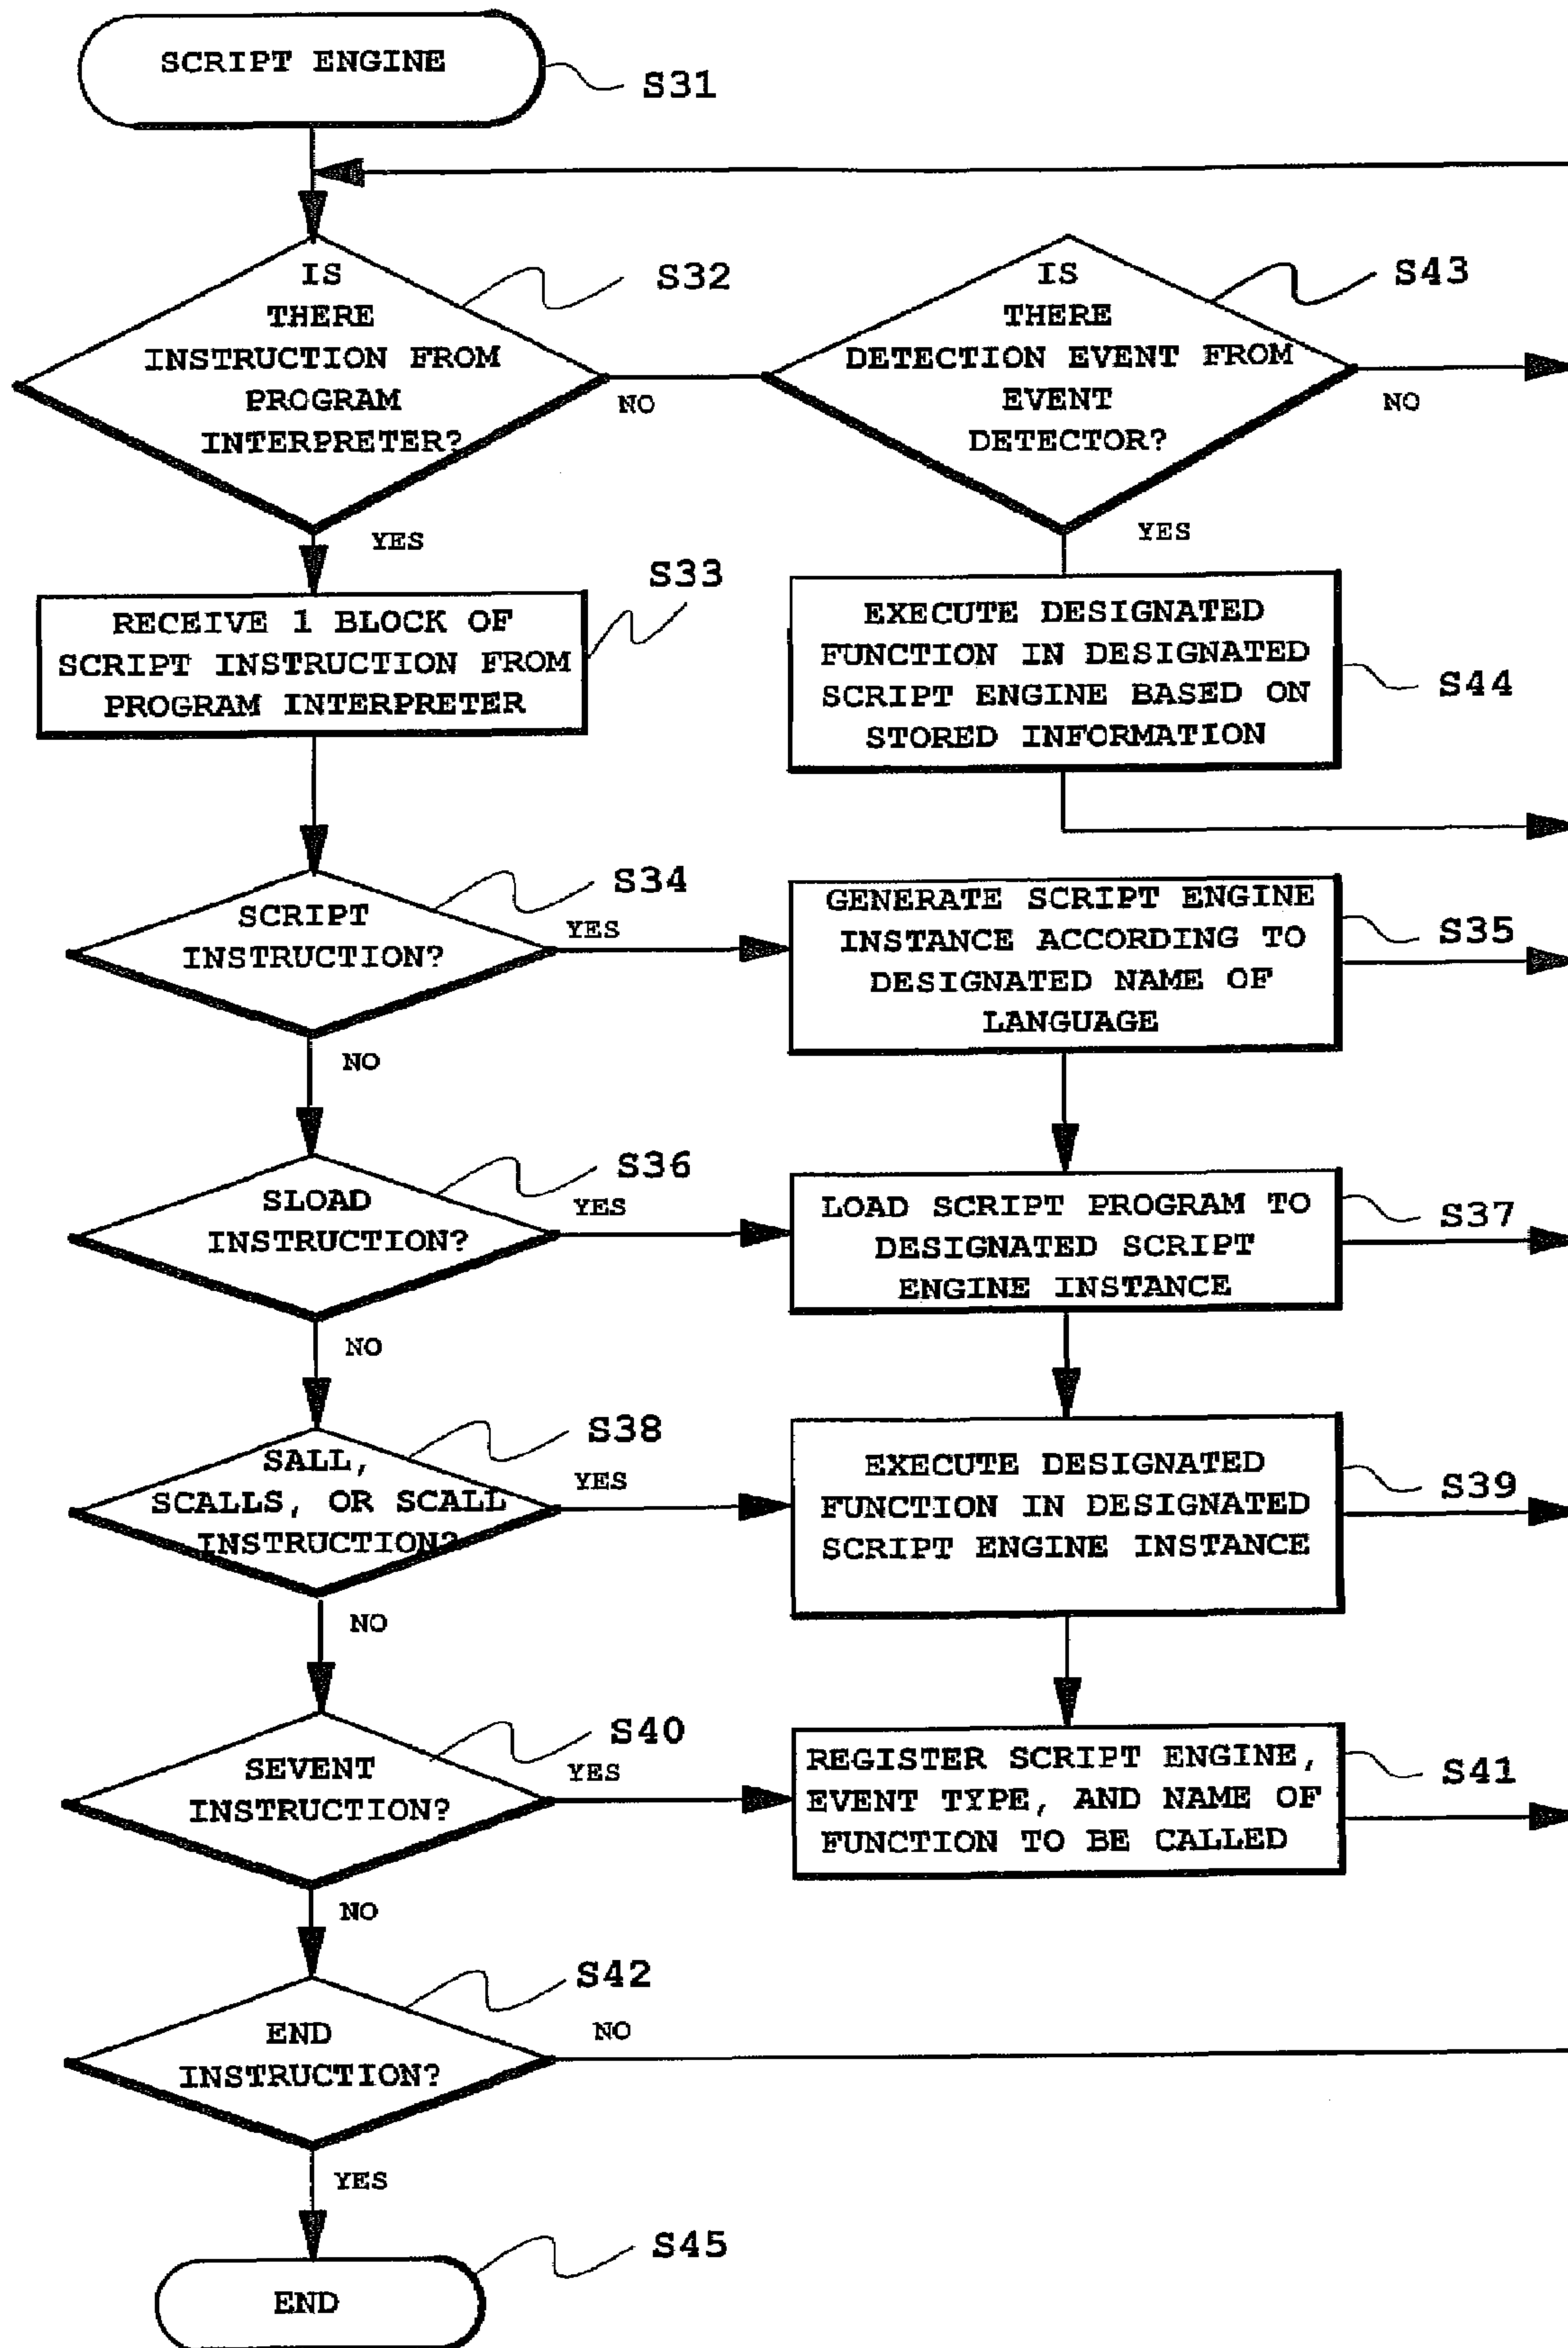 SCRIPT ENGINE
S31
IS
THERE
INSTRUCTION FROM
PROGRAM
INTERPRETER?
S32
NO
YES
IS
THERE
DETECTION EVENT FROM
EVENT
DETECTOR?
S43
NO
YES
RECEIVE 1 BLOCK OF
SCRIPT INSTRUCTION FROM
PROGRAM INTERPRETER
S33
EXECUTE DESIGNATED
FUNCTION IN DESIGNATED
SCRIPT ENGINE BASED ON
STORED INFORMATION
S44
SCRIPT
INSTRUCTION?
S34
YES
NO
GENERATE SCRIPT ENGINE
INSTANCE ACCORDING TO
DESIGNATED NAME OF
LANGUAGE
S35
SLOAD
INSTRUCTION?
S36
YES
NO
LOAD SCRIPT PROGRAM TO
DESIGNATED SCRIPT
ENGINE INSTANCE
S37
SALL,
SCALLS, OR SCALL
INSTRUCTION?
S38
YES
NO
EXECUTE DESIGNATED
FUNCTION IN DESIGNATED
SCRIPT ENGINE INSTANCE
S39
SEVENT
INSTRUCTION?
S40
YES
NO
REGISTER SCRIPT ENGINE,
EVENT TYPE, AND NAME OF
FUNCTION TO BE CALLED
S41
END
INSTRUCTION?
S42
NO
YES
END
S45